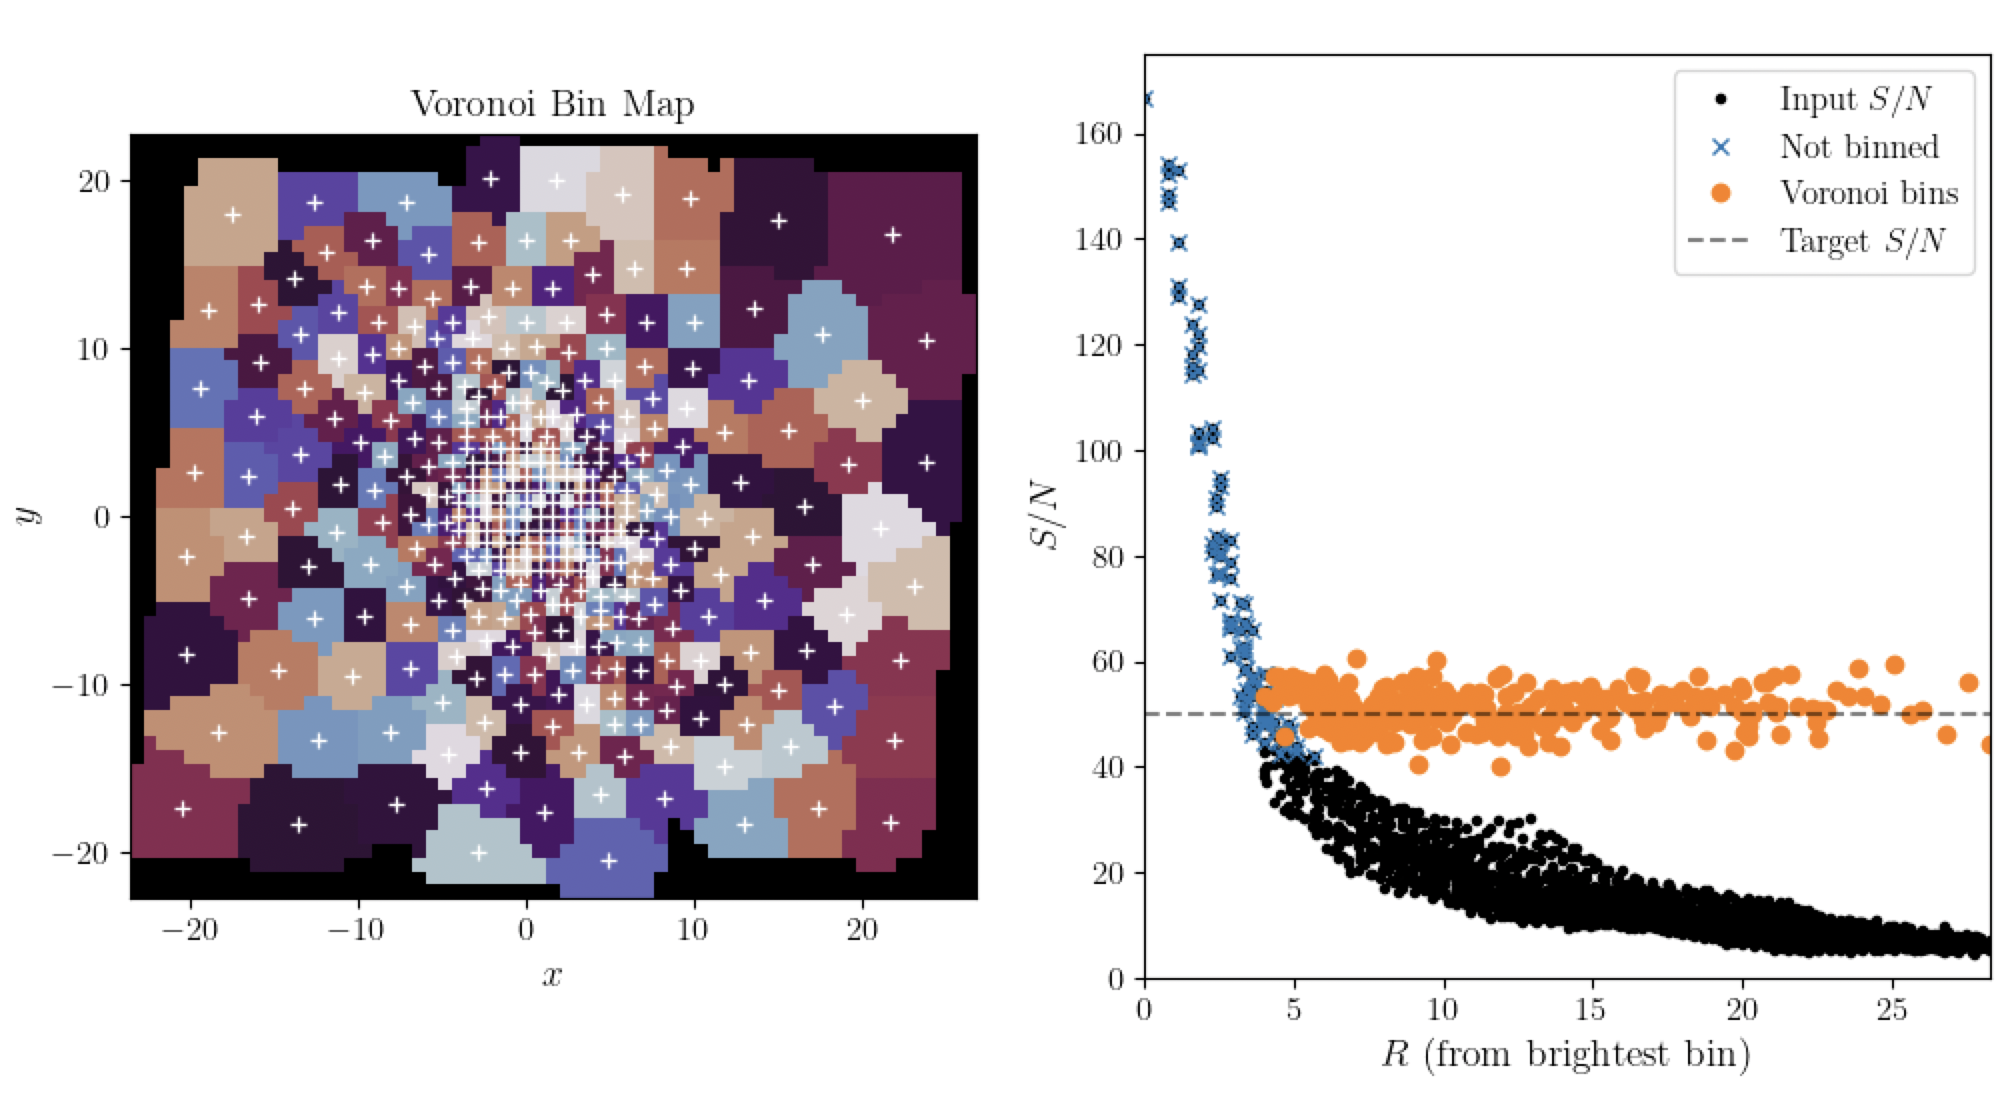 Voronoi Bin Map
20
10
0
−10
−20
y
−20 −10 0 10 20
x
160
140
120
100
80
60
40
20
0
S/N
Input S/N
Not binned
Voronoi bins
Target S/N
0 5 10 15 20 25
R (from brightest bin)